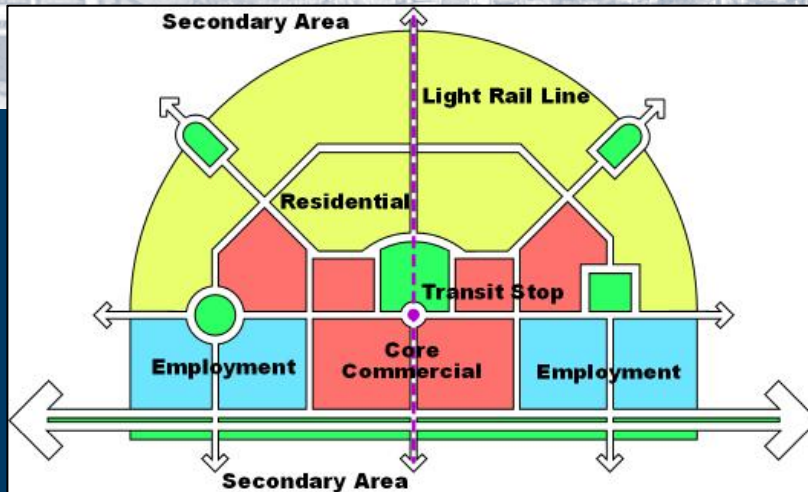 Secondary Area
Light Rail Line
Residential
Transit Stop
Employment
Core
Commercial
Employment
Secondary Area